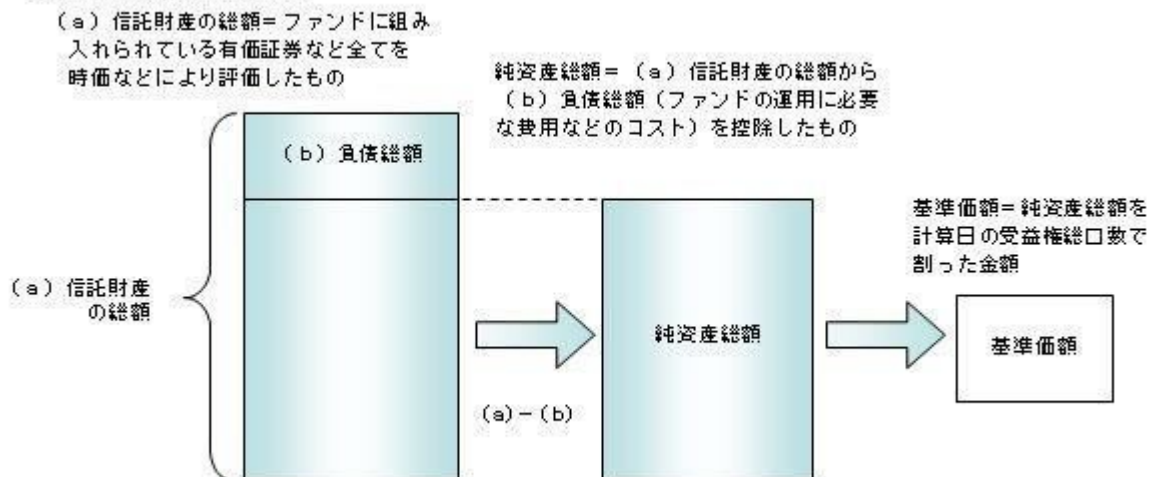 (a)信託財産の総額=ファンドに組み
入れられている有価証券など全てを
時価などにより評価したもの
純資産総額=(a)信託財産の総額から
(b)負債総額(ファンドの運用に必要
な費用などのコスト)を控除したもの
(b)負債総額
基準価額=純資産総額を
計算日の受益権総口数で
割った金額
(a)信託財産
の総額
純資産総額
基準価額
(a)-(b)